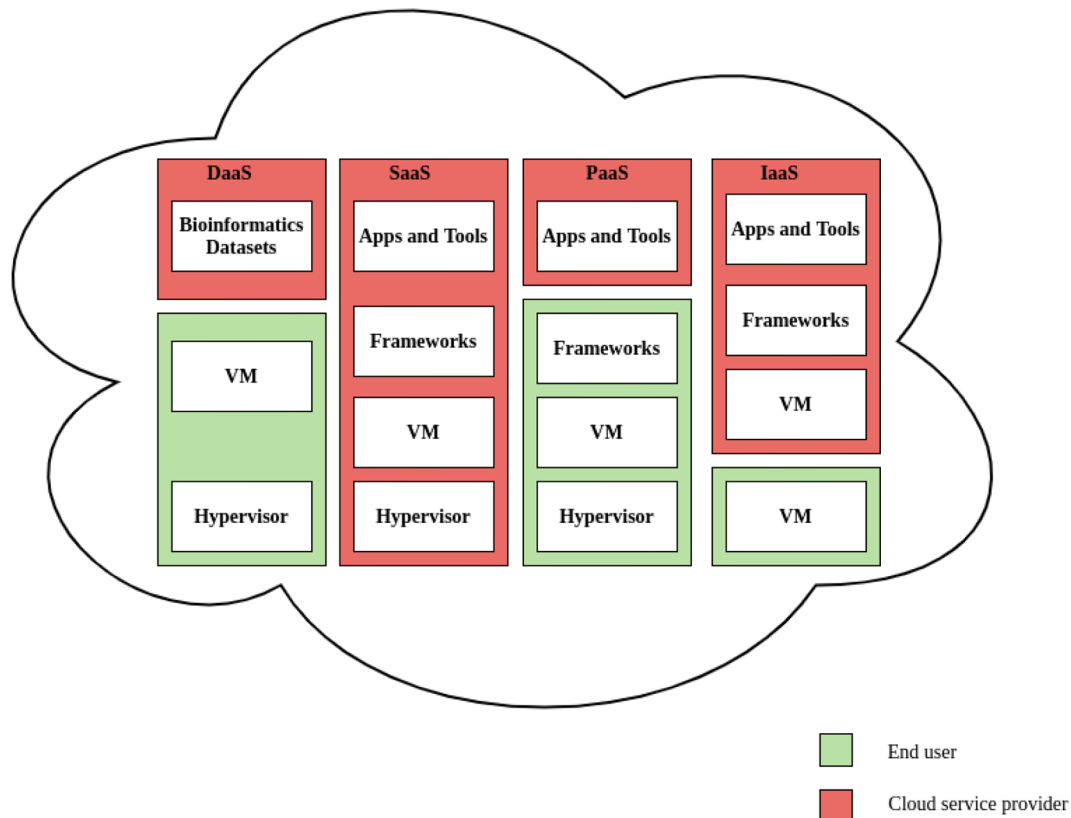 DaaS
Bioinformatics
Datasets
VM
Hypervisor
SaaS
Apps and Tools
Frameworks
VM
Hypervisor
PaaS
Apps and Tools
Frameworks
VM
Hypervisor
IaaS
Apps and Tools
Frameworks
VM
VM
End user
Cloud service provider